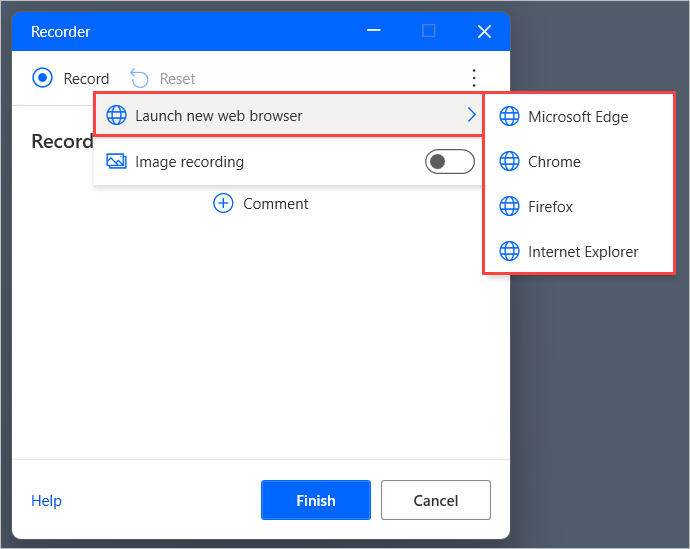 Recorder
Record
Reset
Launch new web browser
Microsoft Edge
Record
Image recording
Chrome
Comment
Firefox
Internet Explorer
Help
Finish
Cancel